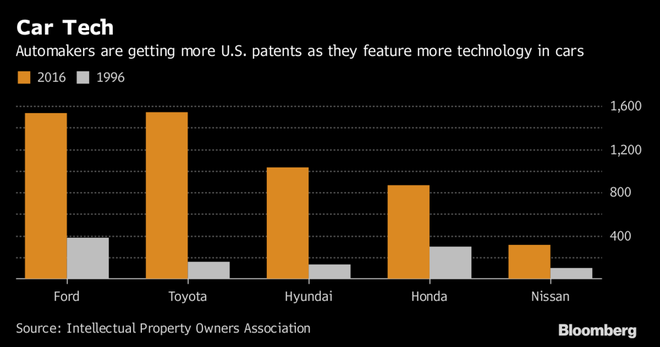 Car Tech
Automakers are getting more U.S. patents as they feature more technology in cars
2016 1996
1,600
1,200
800
400
Ford Toyota Hyundai Honda Nissan
Source: Intellectual Property Owners Association
Bloomberg